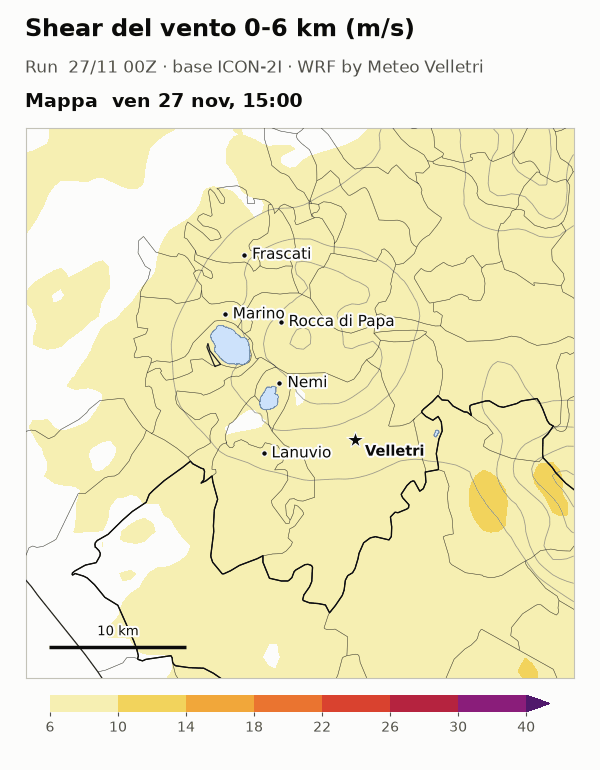 Shear del vento 0-6 km (m/s)
Run  27/11 00Z · base ICON-2I · WRF by Meteo Velletri
Mappa  ven 27 nov, 15:00
Frascati
Marino
Rocca di Papa
Nemi
Velletri
Lanuvio
10 km
6 10 14 18 22 26 30 40